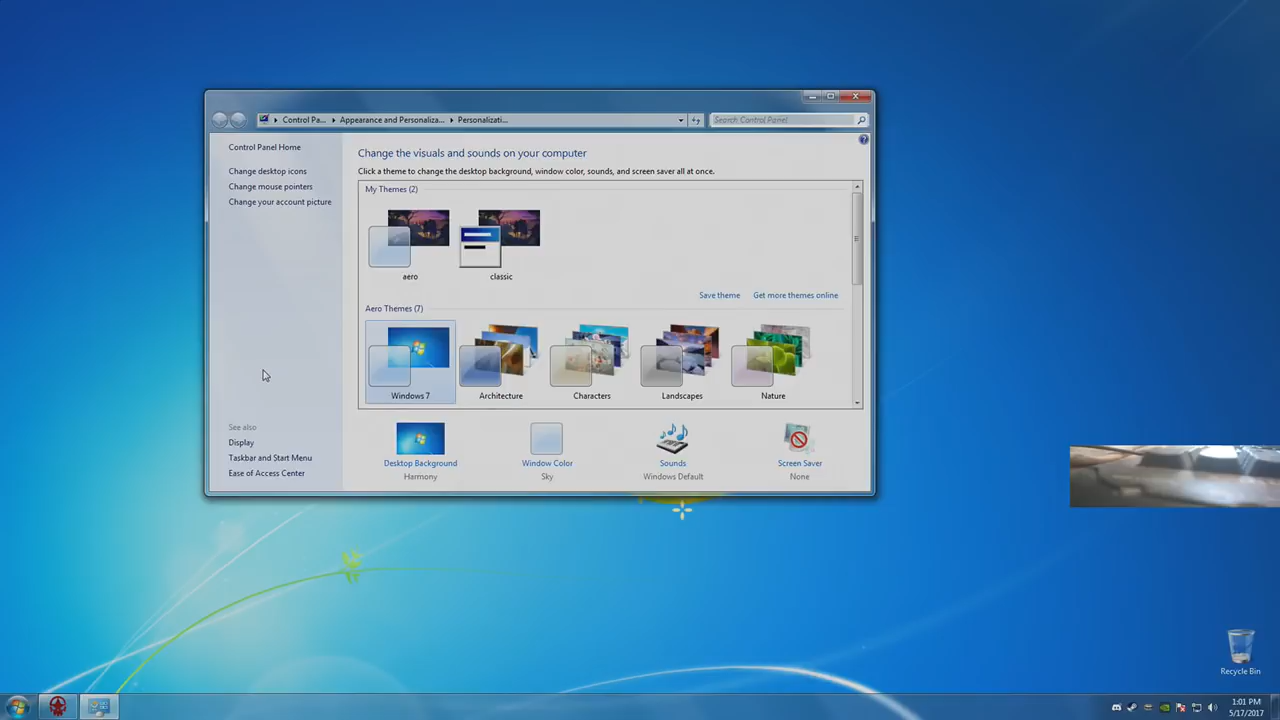 Control Pa...
Appearance and Personaliza...
Personalizati...
Search Control Panel
Control Panel Home
Change desktop icons
Change mouse pointers
Change your account picture
Change the visuals and sounds on your computer
Click a theme to change the desktop background, window color, sounds, and screen saver all at once.
My Themes (2)
aero
classic
Save theme
Get more themes online
Aero Themes (7)
Windows 7
Architecture
Characters
Landscapes
Nature
See also
Display
Taskbar and Start Menu
Ease of Access Center
Desktop Background
Harmony
Window Color
Sky
Sounds
Windows Default
Screen Saver
None
Recycle Bin
1:01 PM
5/17/2017